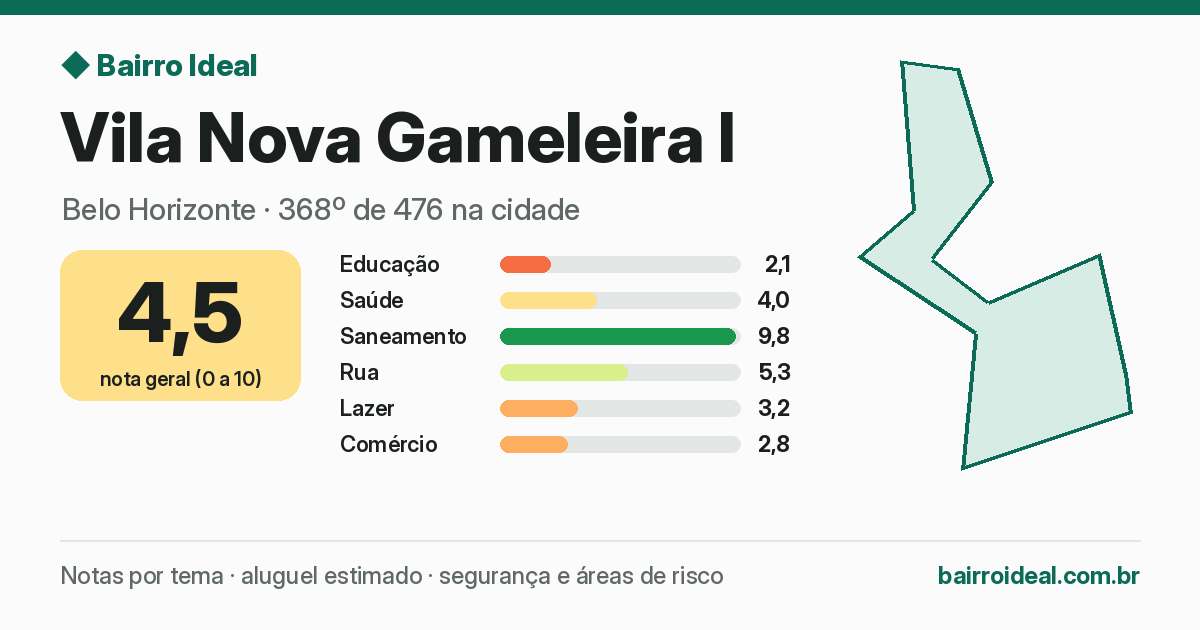 Bairro Ideal
Vila Nova Gameleira I
Belo Horizonte · 368º de 476 na cidade
4,5
nota geral (0 a 10)
Educação 2,1
Saúde 4,0
Saneamento 9,8
Rua 5,3
Lazer 3,2
Comércio 2,8
Notas por tema · aluguel estimado · segurança e áreas de risco
bairroideal.com.br